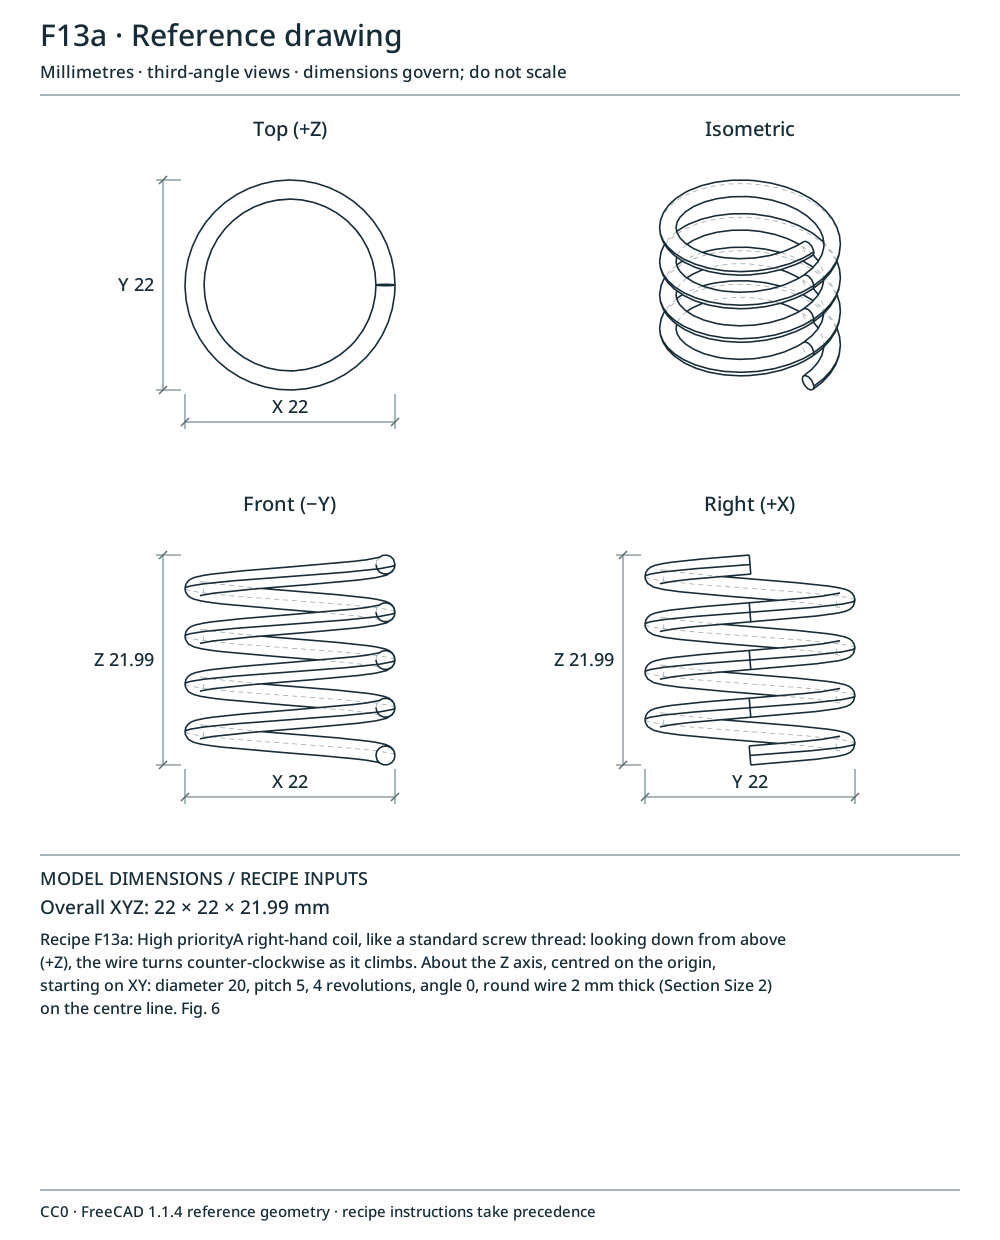 F13a · Reference drawing
Millimetres · third-angle views · dimensions govern; do not scale
Top (+Z)
Isometric
Y 22
X 22
Front (−Y)
Right (+X)
Z 21.99
Z 21.99
X 22
Y 22
MODEL DIMENSIONS / RECIPE INPUTS
Overall XYZ: 22 × 22 × 21.99 mm
Recipe F13a: High priorityA right-hand coil, like a standard screw thread: looking down from above
(+Z), the wire turns counter-clockwise as it climbs. About the Z axis, centred on the origin,
starting on XY: diameter 20, pitch 5, 4 revolutions, angle 0, round wire 2 mm thick (Section Size 2)
on the centre line. Fig. 6
CC0 · FreeCAD 1.1.4 reference geometry · recipe instructions take precedence